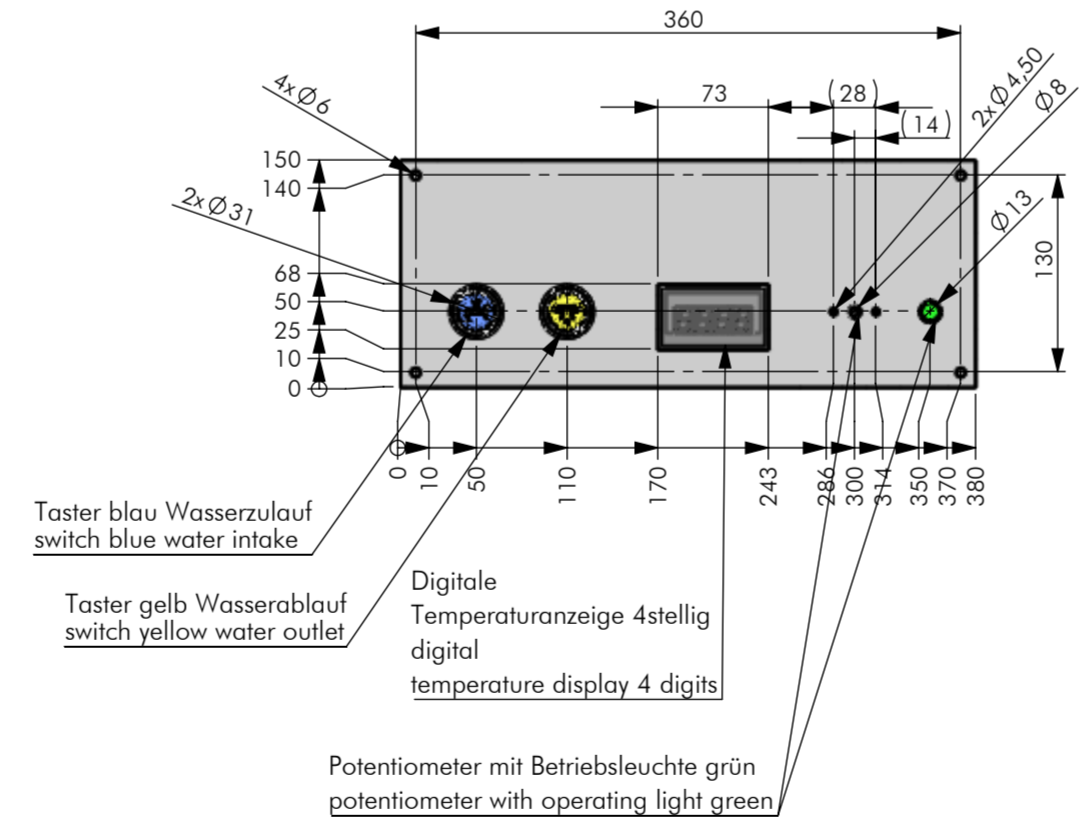 360
4xØ6
73
(28)
2xØ4,50
Ø8
(14)
150
140
2xØ31
Ø13
130
68
50
25
10
0
0
10
50
110
170
243
286
300
314
350
370
380
Taster blau Wasserzulauf
switch blue water intake
Taster gelb Wasserablauf
switch yellow water outlet
Digitale
Temperaturanzeige 4stellig
digital
temperature display 4 digits
Potentiometer mit Betriebsleuchte grün
potentiometer with operating light green